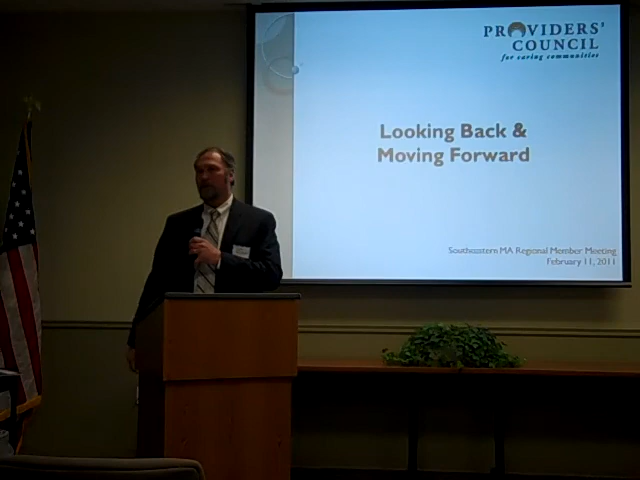 PROVIDERS'
COUNCIL
for caring communities
Looking Back &
Moving Forward
Southeastern MA Regional Member Meeting
February 11, 2011